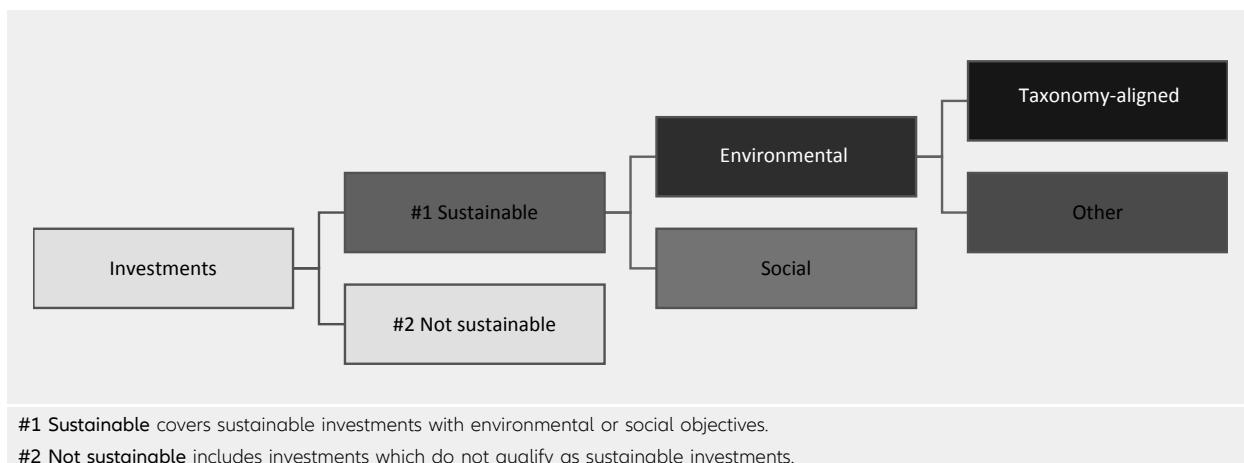 Taxonomy-aligned
Environmental
#1 Sustainable
Other
Investments
Social
#2 Not sustainable
#1 Sustainable covers sustainable investments with environmental or social objectives.
#2 Not sustainable includes investments which do not qualify as sustainable investments.